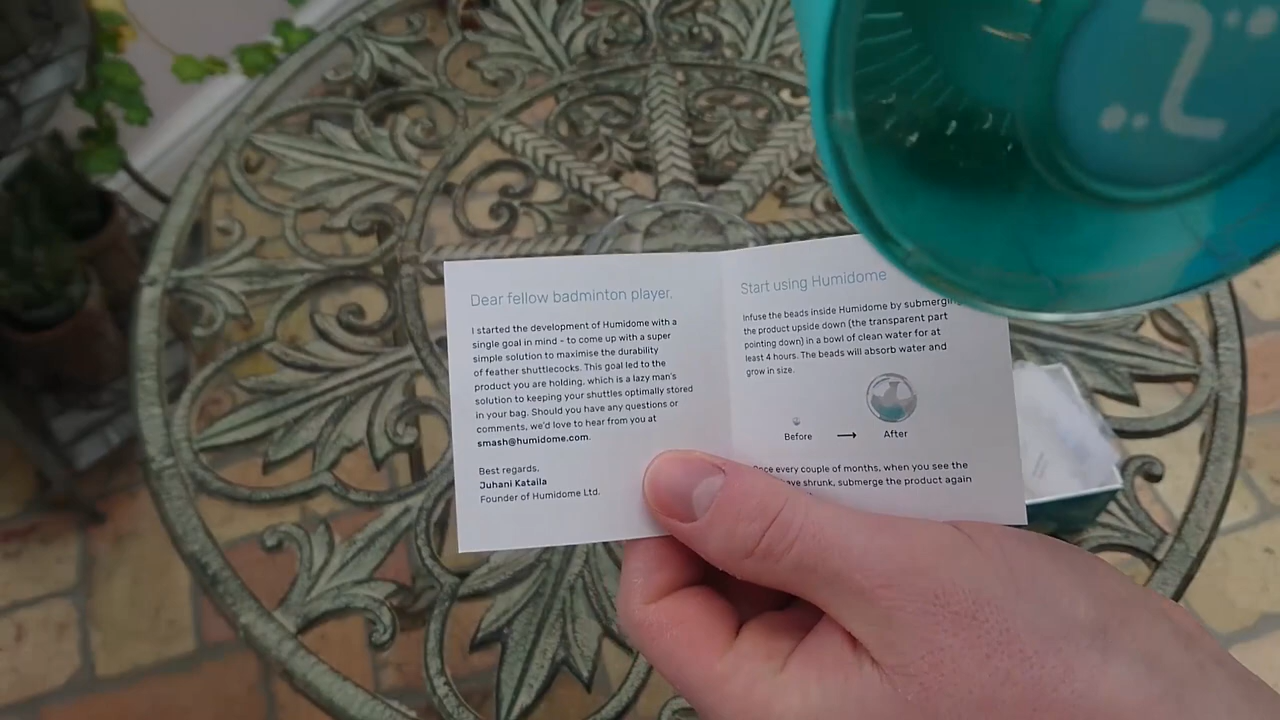 Dear fellow badminton player,
I started the development of Humidome with a
single goal in mind - to come up with a super
simple solution to maximise the durability
of feather shuttlecocks. This goal led to the
product you are holding, which is a lazy man's
solution to keeping your shuttles optimally stored
in your bag. Should you have any questions or
comments, we'd love to hear from you at
smash@humidome.com.
Best regards,
Juhani Kataila
Founder of Humidome Ltd.
Start using Humidome
Infuse the beads inside Humidome by submerging
the product upside down (the transparent part
pointing down) in a bowl of clean water for at
least 4 hours. The beads will absorb water and
grow in size.
Before
After
Once every couple of months, when you see the
shrunk, submerge the product again